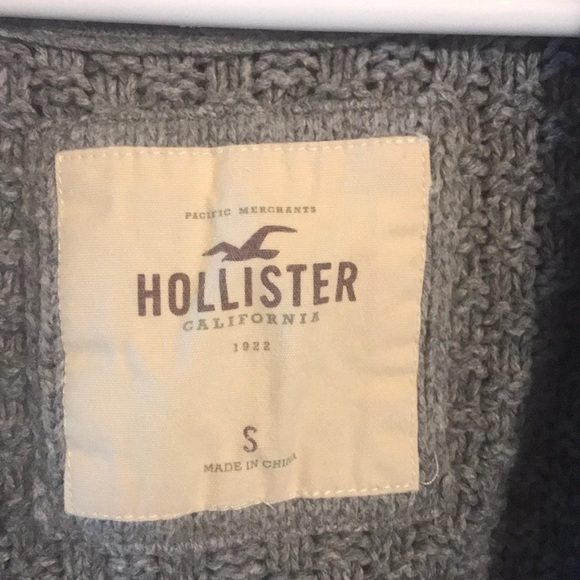 PACIFIC MERCHANTS
HOLLISTER
CALIFORNIA
1922
S
MADE IN CHINA